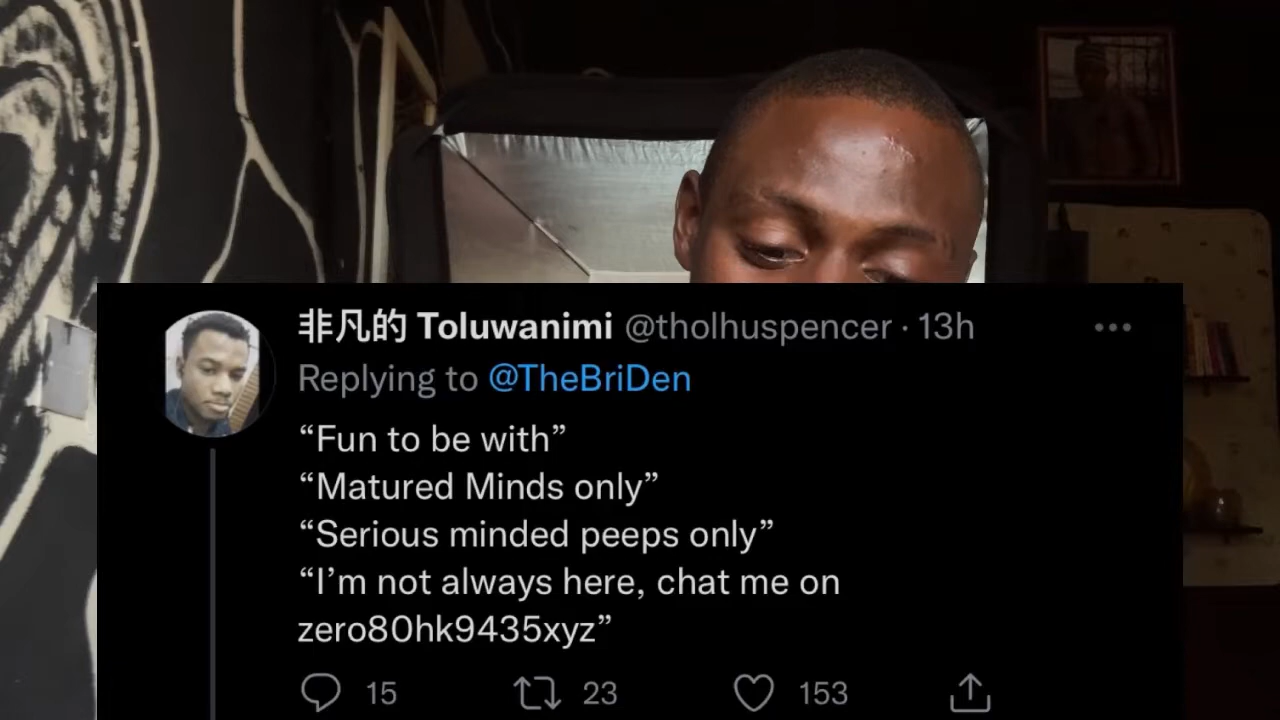 非凡的 Toluwanimi @tholhuspencer · 13h
Replying to @TheBriDen
“Fun to be with”
“Matured Minds only”
“Serious minded peeps only”
“I’m not always here, chat me on
zero80hk9435xyz”
15 23 153